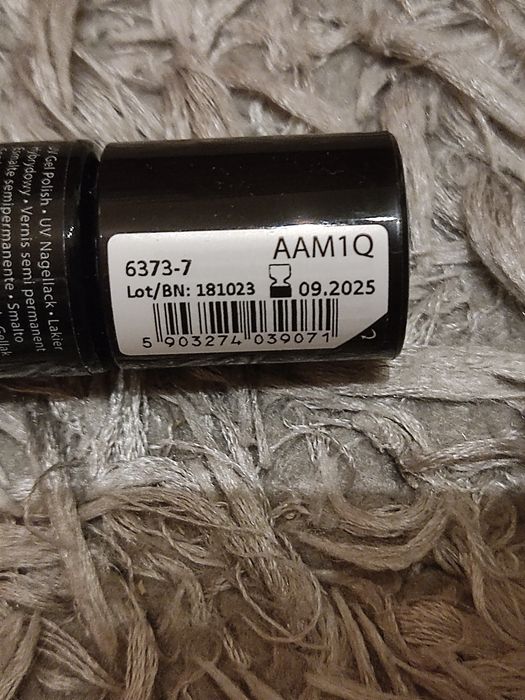 AAM1Q
6373-7
09.2025
Lot/BN: 181023
5 903274 039071
Gel Polish • UV Nagellack • Lakier
hybrydowy • Vernis semi permanent
Esmalte semipermanente • Smalto